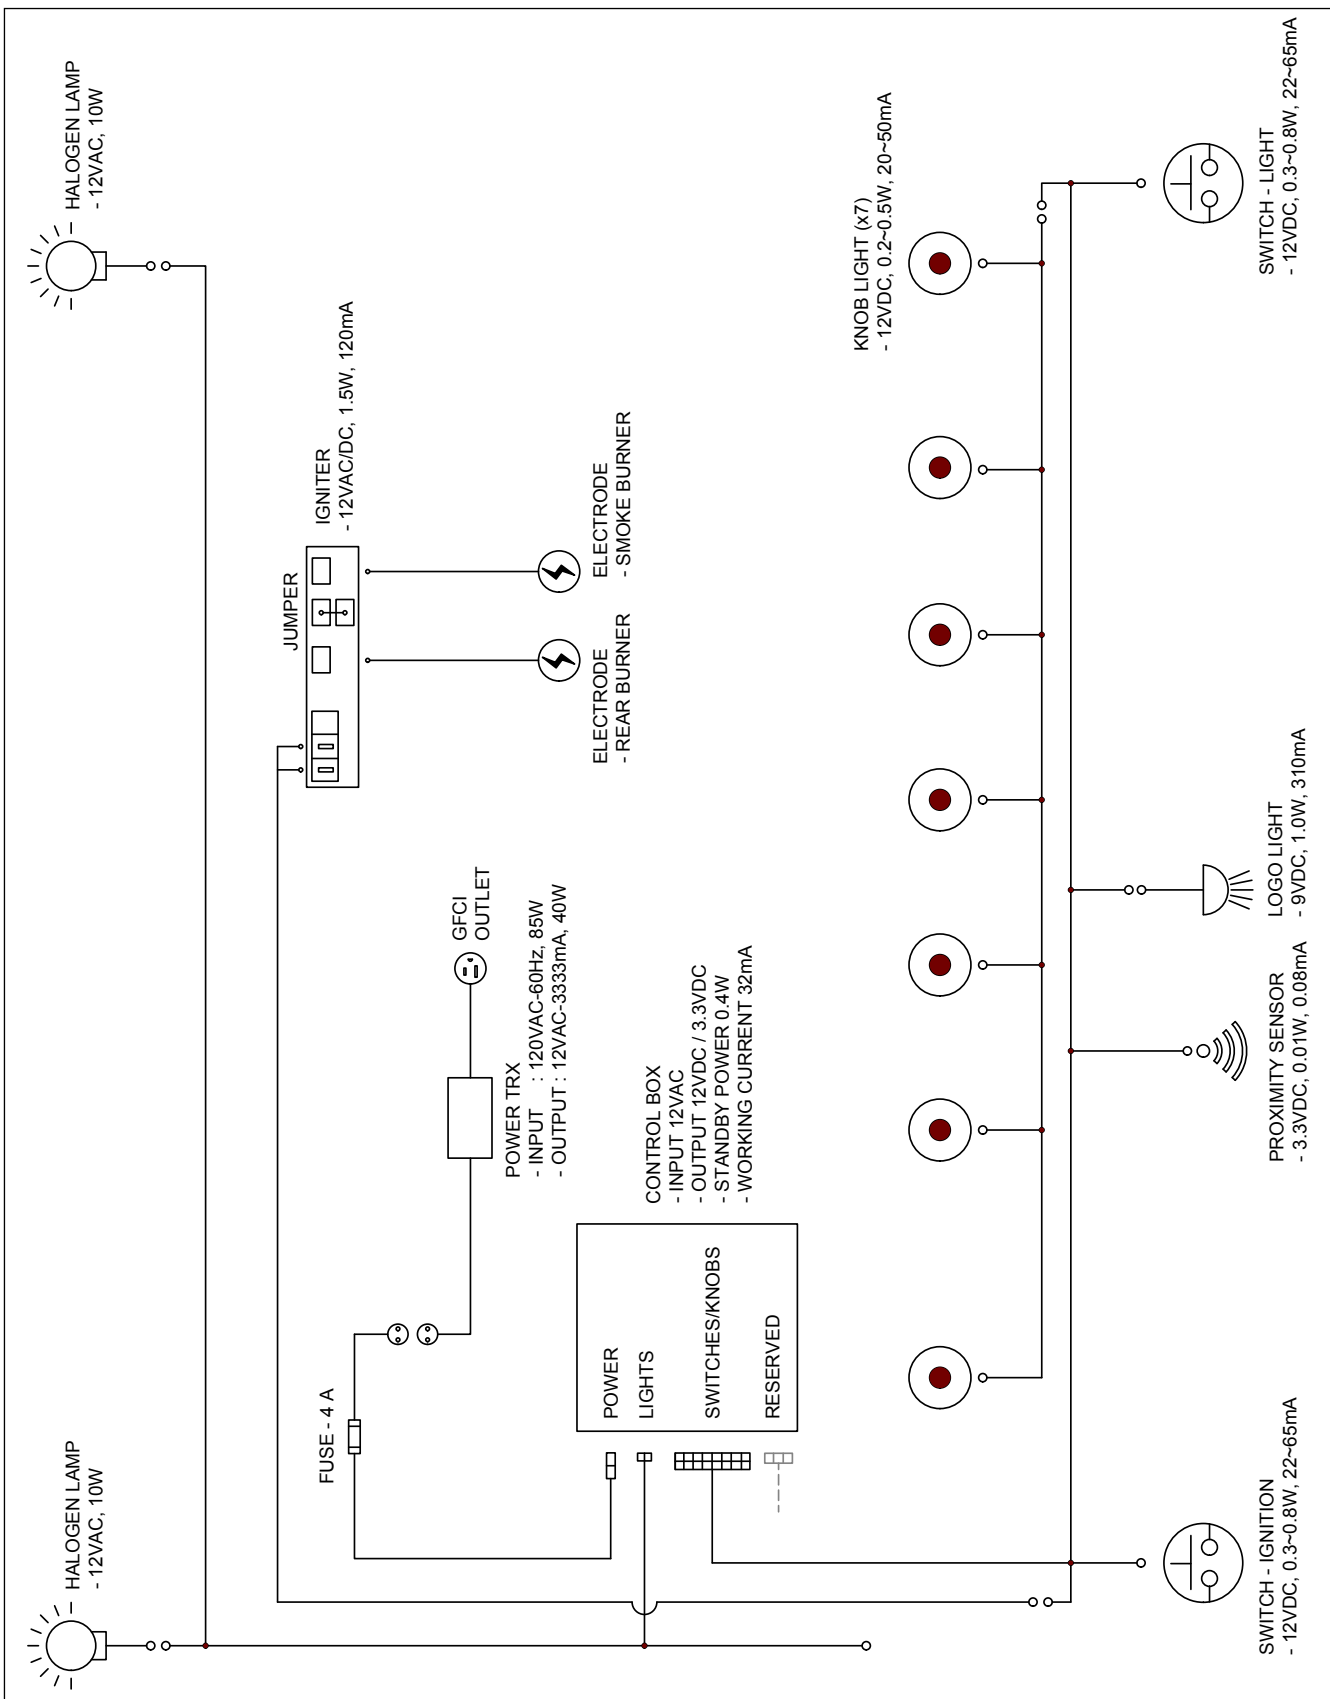 HALOGEN LAMP
- 12VAC, 10W
HALOGEN LAMP
- 12VAC, 10W
FUSE - 4 A
JUMPER
IGNITER
- 12VAC/DC, 1.5W, 120mA
GFCI
OUTLET
POWER TRX
- INPUT : 120VAC-60Hz, 85W
- OUTPUT : 12VAC-3333mA, 40W
ELECTRODE
- REAR BURNER
ELECTRODE
- SMOKE BURNER
CONTROL BOX
- INPUT 12VAC
- OUTPUT 12VDC / 3.3VDC
- STANDBY POWER 0.4W
- WORKING CURRENT 32mA
POWER
LIGHTS
SWITCHES/KNOBS
RESERVED
KNOB LIGHT (x7)
- 12VDC, 0.2~0.5W, 20~50mA
SWITCH - IGNITION
- 12VDC, 0.3~0.8W, 22~65mA
PROXIMITY SENSOR
- 3.3VDC, 0.01W, 0.08mA
LOGO LIGHT
- 9VDC, 1.0W, 310mA
SWITCH - LIGHT
- 12VDC, 0.3~0.8W, 22~65mA